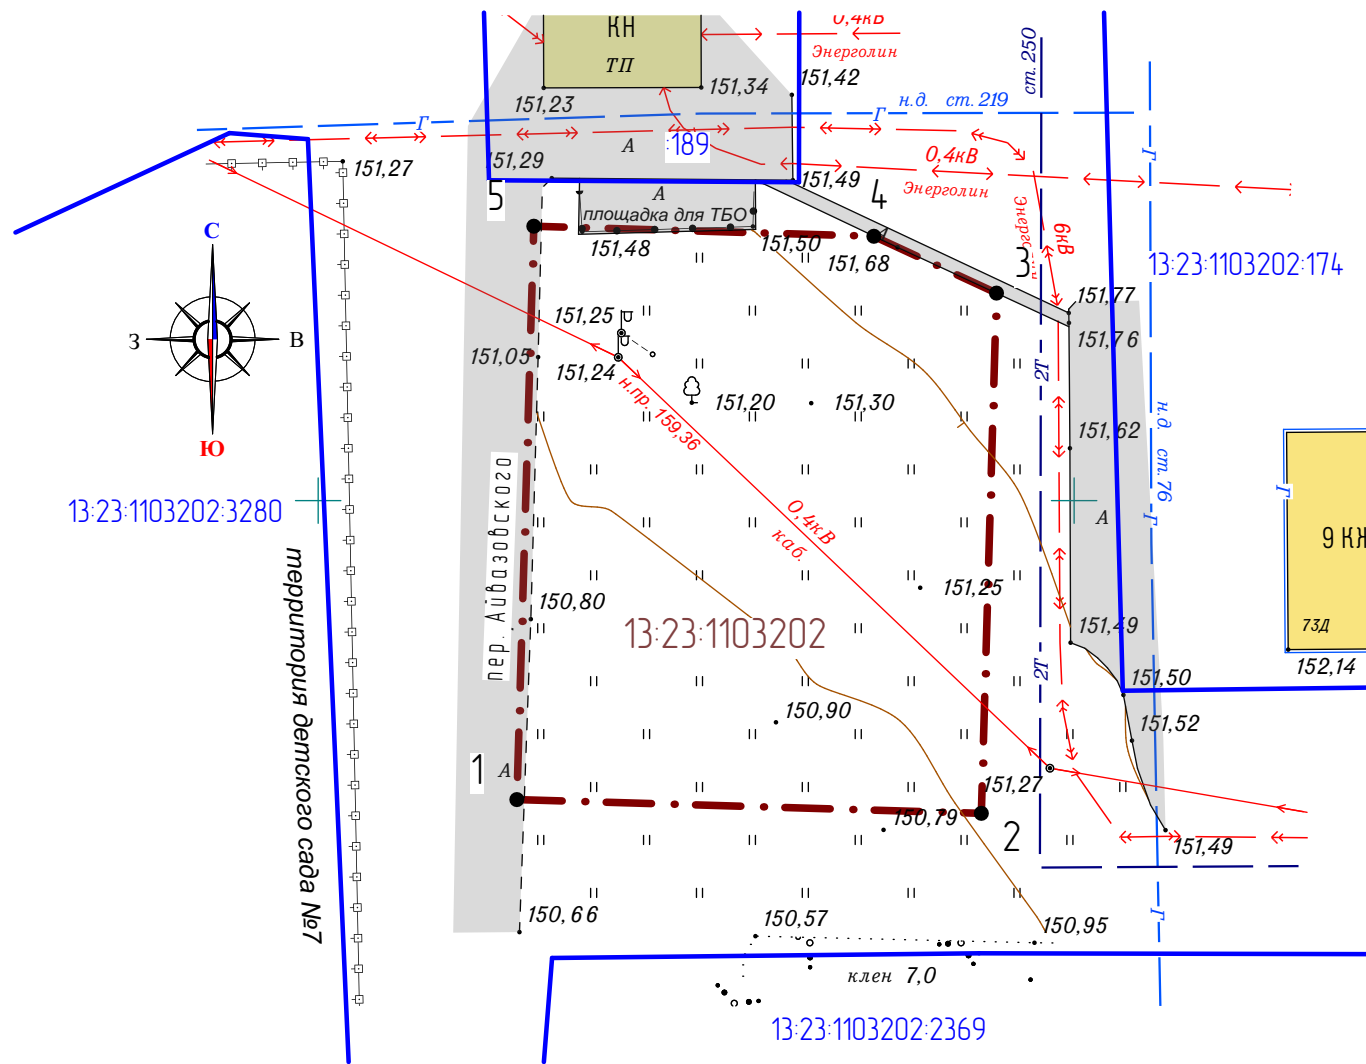 КН
ТП
0,4кВ
Энерголин
ст. 250
151,42
151,34
151,23
н.д. ст. 219
Г
А
:189
151,27
151,29
151,49
0,4кВ
Энерголин
Г
5
А
площадка для ТБО
4
Энерго
6кВ
С
151,48
151,50
151,68
3
13:23:1103202:174
151,77
151,25
151,76
З
В
151,05
151,24
2Т
н.пр. 159,36
151,20
151,30
н.д. ст. 76
Ю
151,62
пер. Айвазовского
Г
13:23:1103202:3280
0,4кВ
каб.
А
Г
9 КЖ
территория детского сада №7
151,25
150,80
13:23:1103202
151,49
73Д
2Т
152,14
151,50
150,90
151,52
1
А
151,27
150,79
2
151,49
150,66
150,57
150,95
Г
клен 7,0
13:23:1103202:2369